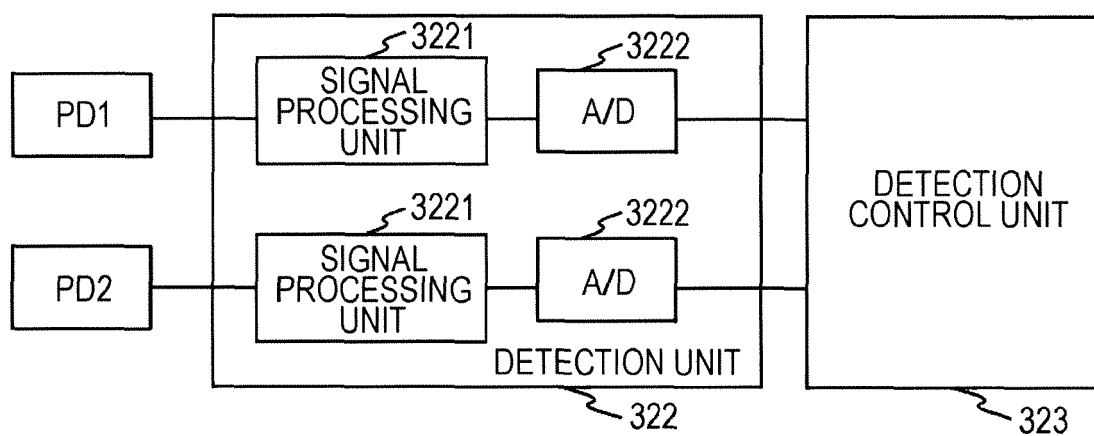 3221
3222
PD1
SIGNAL
PROCESSING
UNIT
A/D
3221
3222
PD2
SIGNAL
PROCESSING
UNIT
A/D
DETECTION UNIT
322
DETECTION
CONTROL UNIT
323